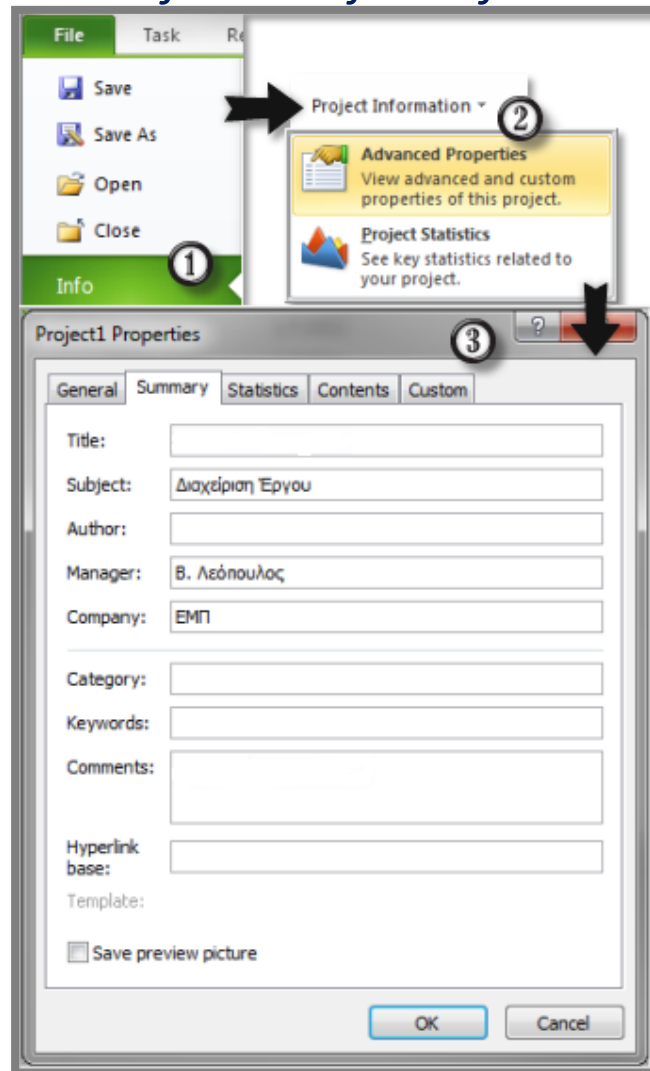 File Task Re
Save
Save As
Open
Close
① 
Info
Project Information
②
Advanced Properties
View advanced and custom
properties of this project.
Project Statistics
See key statistics related to
your project.
Project1 Properties
③
?
General Summary Statistics Contents Custom
Title:
Subject: Διαχείριση Έργου
Author:
Manager: Β. Λεόπουλος
Company: ΕΜΠ
Category:
Keywords:
Comments:
Hyperlink
base:
Template:
Save preview picture
OK Cancel